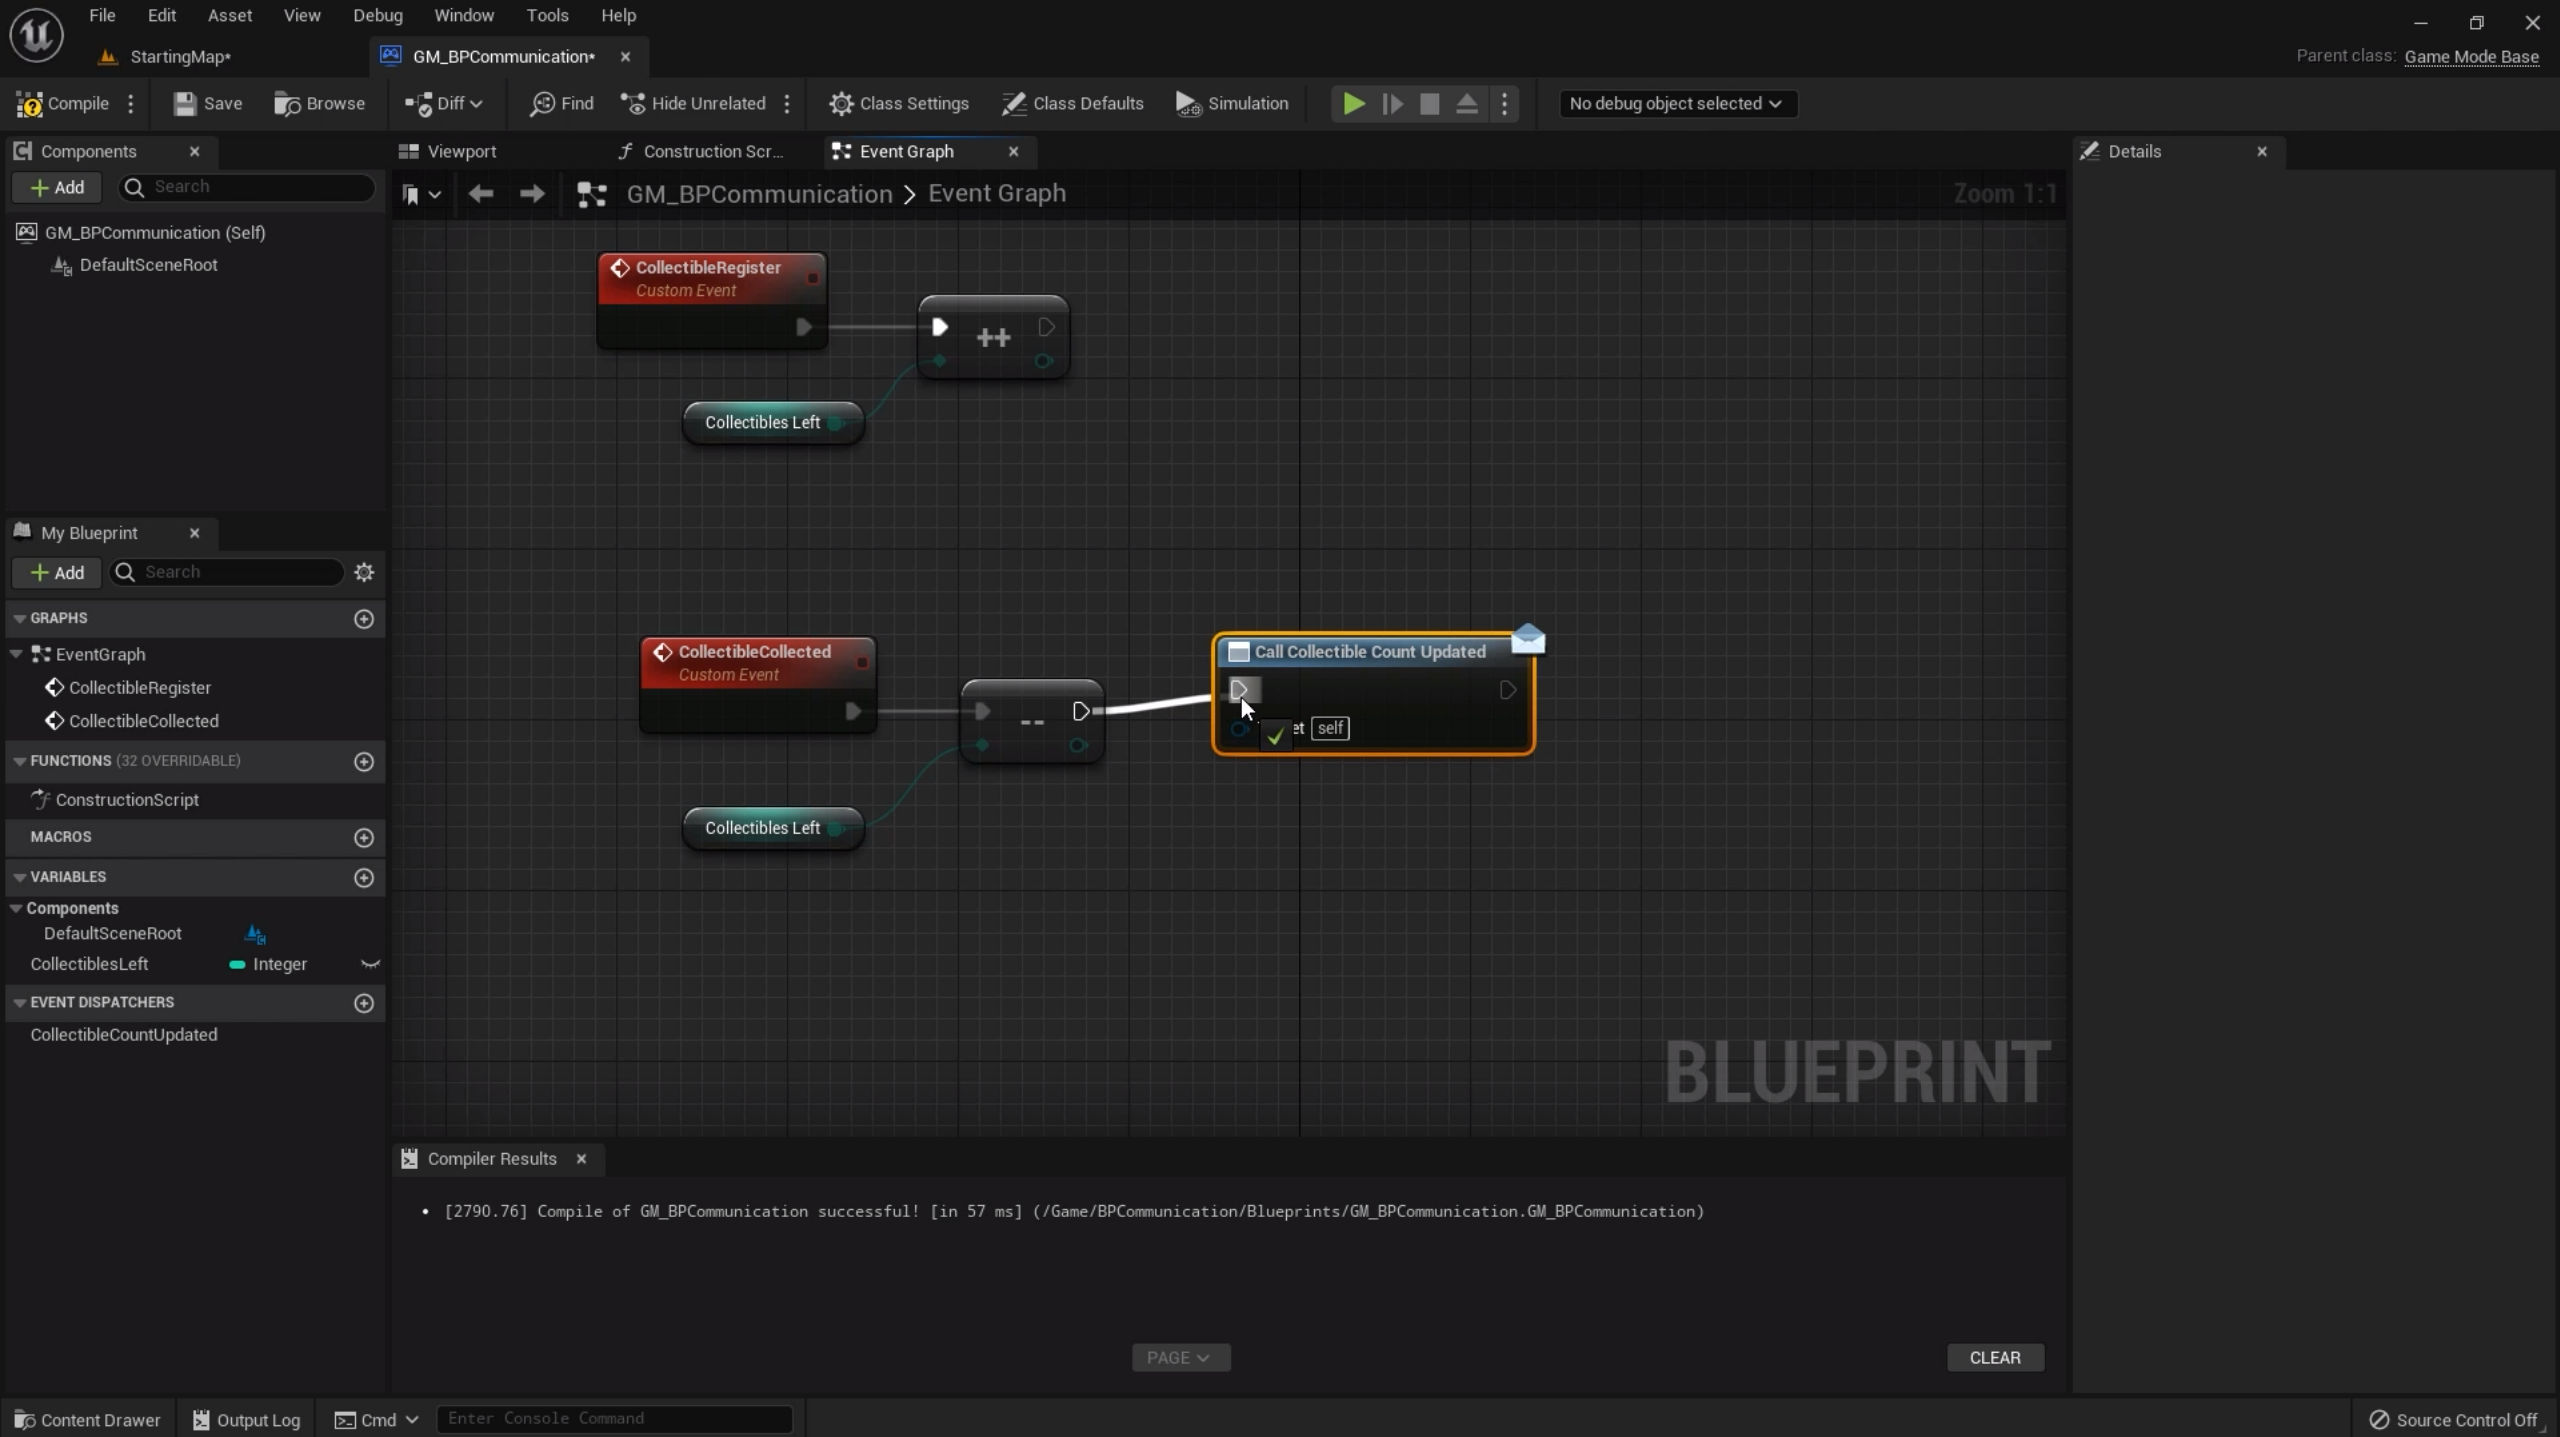 File Edit Asset View Debug Window Tools Help
StartingMap*
GM_BPCommunication*
Parent class: Game Mode Base
Compile Save Browse Diff Find Hide Unrelated Class Settings Class Defaults Simulation No debug object selected
Components
Add Search
GM_BPCommunication (Self)
DefaultSceneRoot
My Blueprint
Add Search
GRAPHS
EventGraph
CollectibleRegister
CollectibleCollected
FUNCTIONS (32 OVERRIDABLE)
ConstructionScript
MACROS
VARIABLES
Components
DefaultSceneRoot
CollectiblesLeft Integer
EVENT DISPATCHERS
CollectibleCountUpdated
Viewport Construction Scr... Event Graph
GM_BPCommunication > Event Graph
Zoom 1:1
CollectibleRegister
Custom Event
++
Collectibles Left
CollectibleCollected
Custom Event
--
Collectibles Left
Call Collectible Count Updated
et self
BLUEPRINT
Details
Compiler Results
• [2790.76] Compile of GM_BPCommunication successful! [in 57 ms] (/Game/BPCommunication/Blueprints/GM_BPCommunication.GM_BPCommunication)
PAGE
CLEAR
Content Drawer Output Log Cmd Enter Console Command Source Control Off